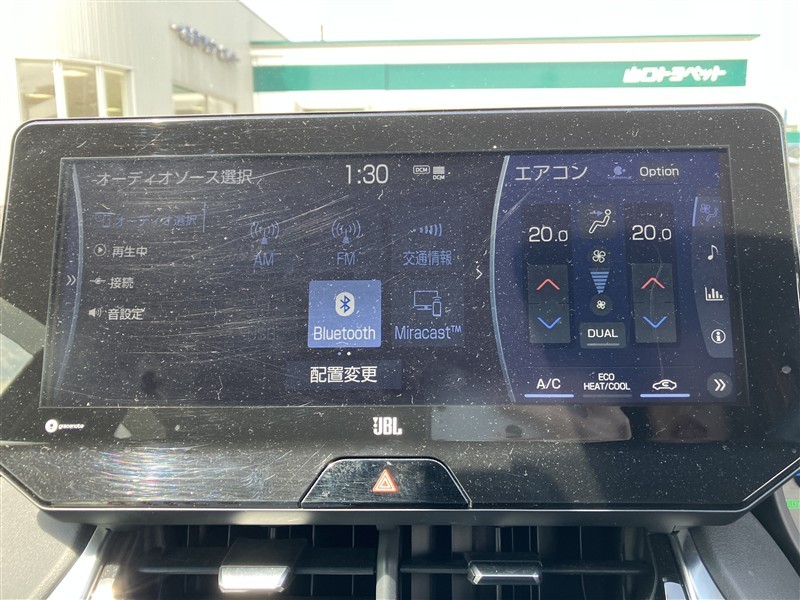 山口トヨペット
オーディオソース選択
1:30
DCM
DCM
エアコン
Option
オーディオ選択
再生中
接続
音設定
AM
FM
交通情報
Bluetooth
Miracast™
配置変更
20.0
20.0
DUAL
A/C
ECO
HEAT/COOL
gracenote
JBL